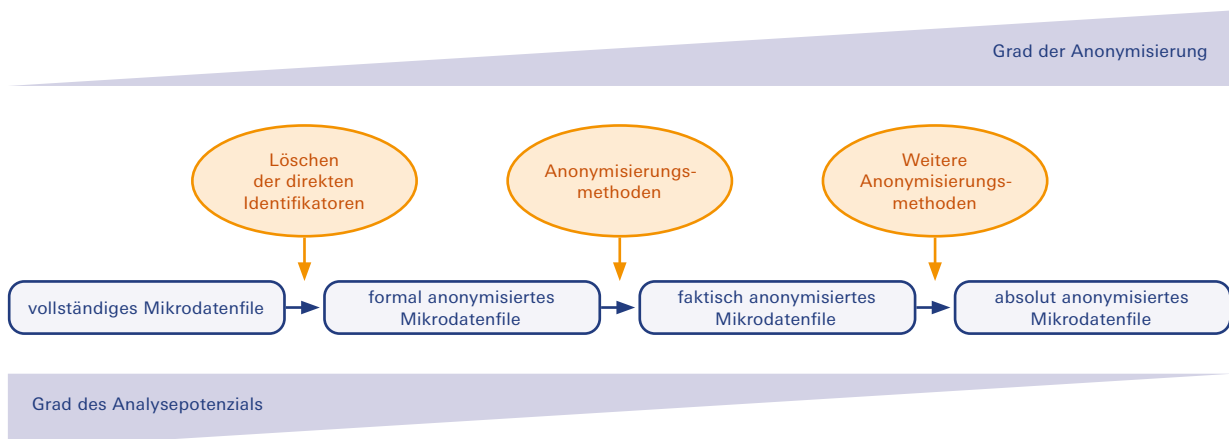 Grad der Anonymisierung
Löschen
der direkten
Identifikatoren
Anonymisierungs-
methoden
Weitere
Anonymisierungs-
methoden
vollständiges Mikrodatenfile
formal anonymisiertes
Mikrodatenfile
faktisch anonymisiertes
Mikrodatenfile
absolut anonymisiertes
Mikrodatenfile
Grad des Analysepotenzials